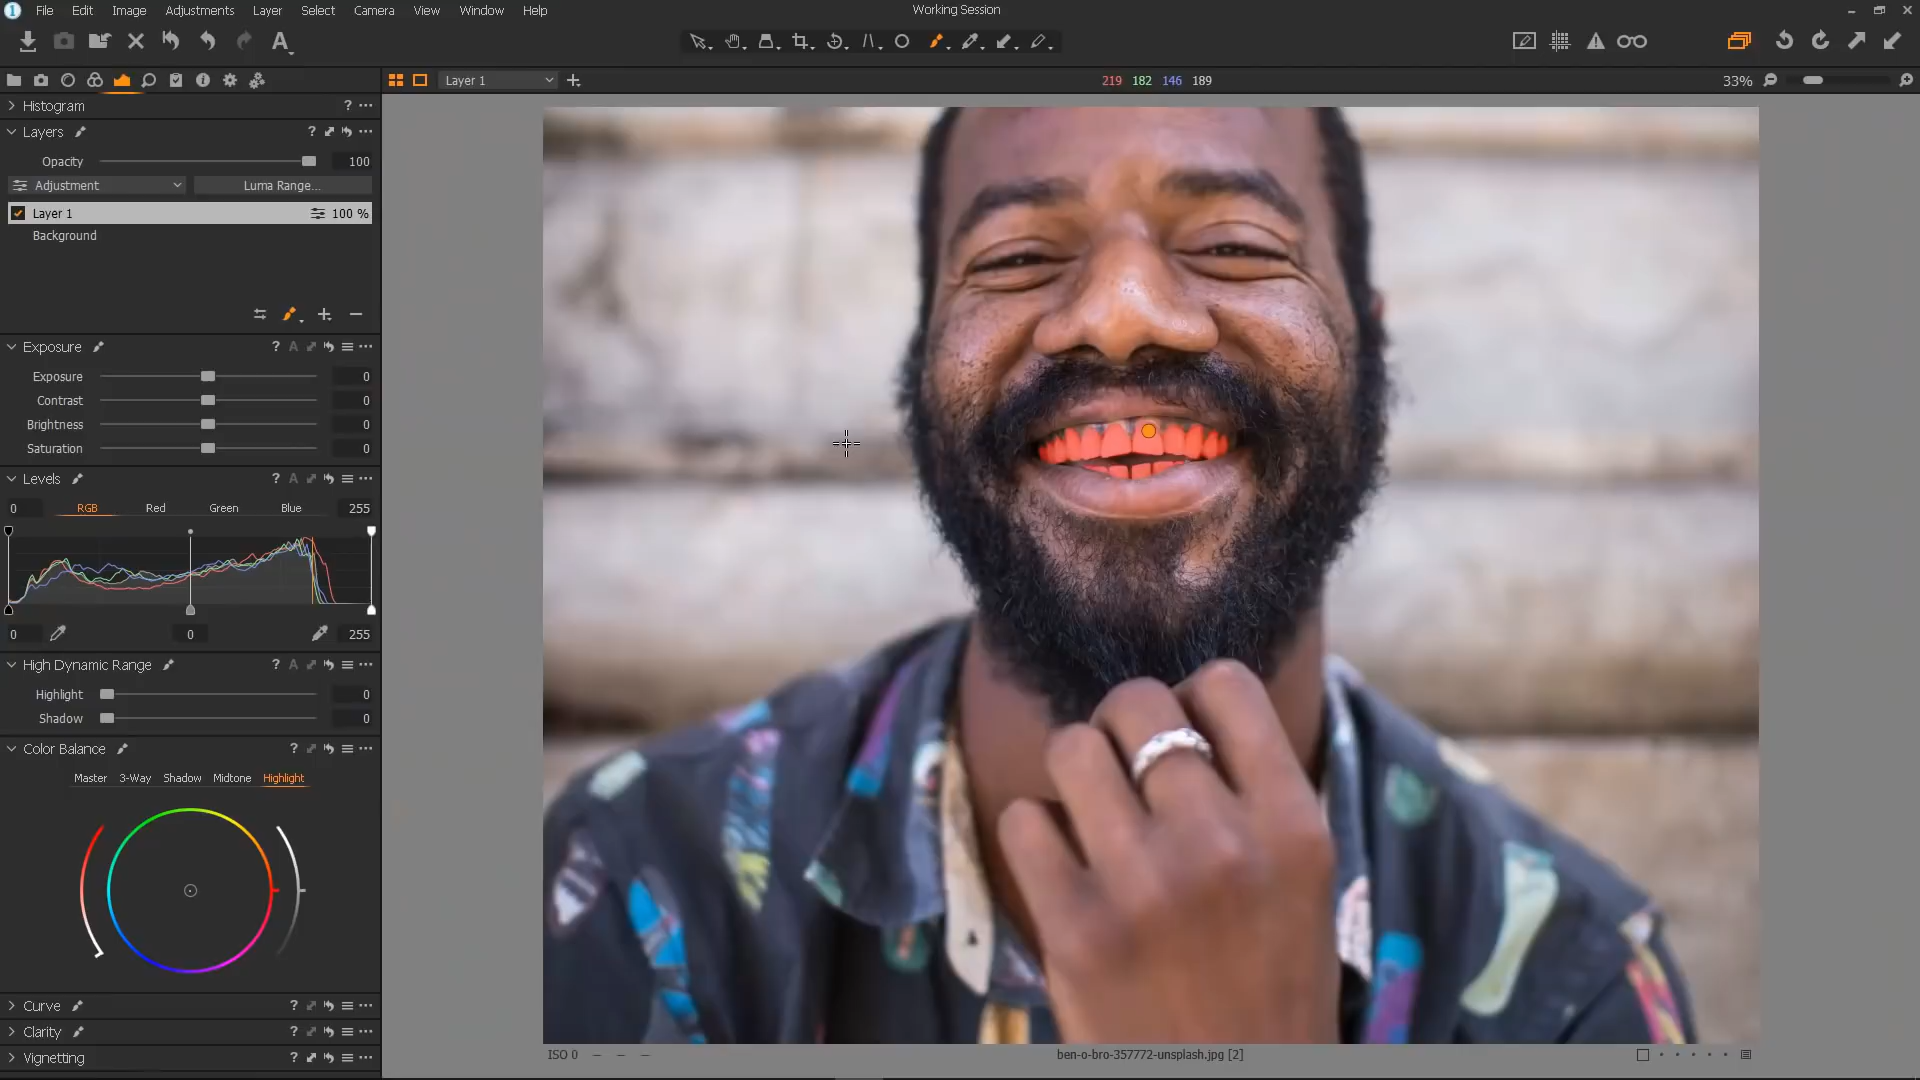 1 File Edit Image Adjustments Layer Select Camera View Window Help
Working Session
A
Layer 1
219 182 146 189
33%
Histogram ? ...
Layers ? ...
Opacity 100
Adjustment Luma Range...
Layer 1 100 %
Background
Exposure ? A ...
Exposure 0
Contrast 0
Brightness 0
Saturation 0
Levels ? A ...
0 RGB Red Green Blue 255
0 0 255
High Dynamic Range ? A ...
Highlight 0
Shadow 0
Color Balance ? ...
Master 3-Way Shadow Midtone Highlight
Curve ? ...
Clarity ? ...
Vignetting ? ...
ISO 0 – – –
ben-o-bro-357772-unsplash.jpg [2]